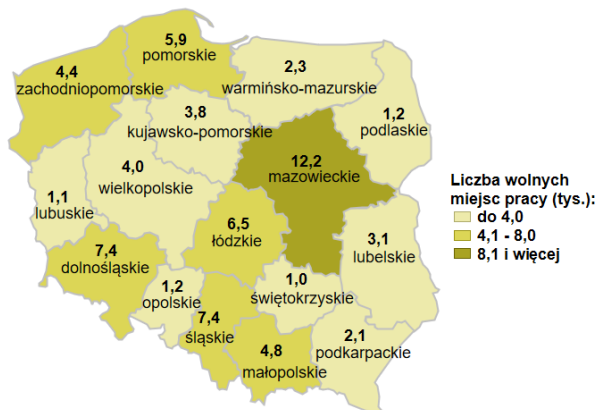 5,9
pomorskie
4,4
zachodniopomorskie
2,3
warmińsko-mazurskie
3,8
kujawsko-pomorskie
1,2
podlaskie
4,0
wielkopolskie
12,2
mazowieckie
1,1
lubuskie
6,5
łódzkie
7,4
dolnośląskie
3,1
lubelskie
1,2
opolskie
1,0
świętokrzyskie
7,4
śląskie
4,8
małopolskie
2,1
podkarpackie
Liczba wolnych
miejsc pracy (tys.):
do 4,0
4,1 - 8,0
8,1 i więcej